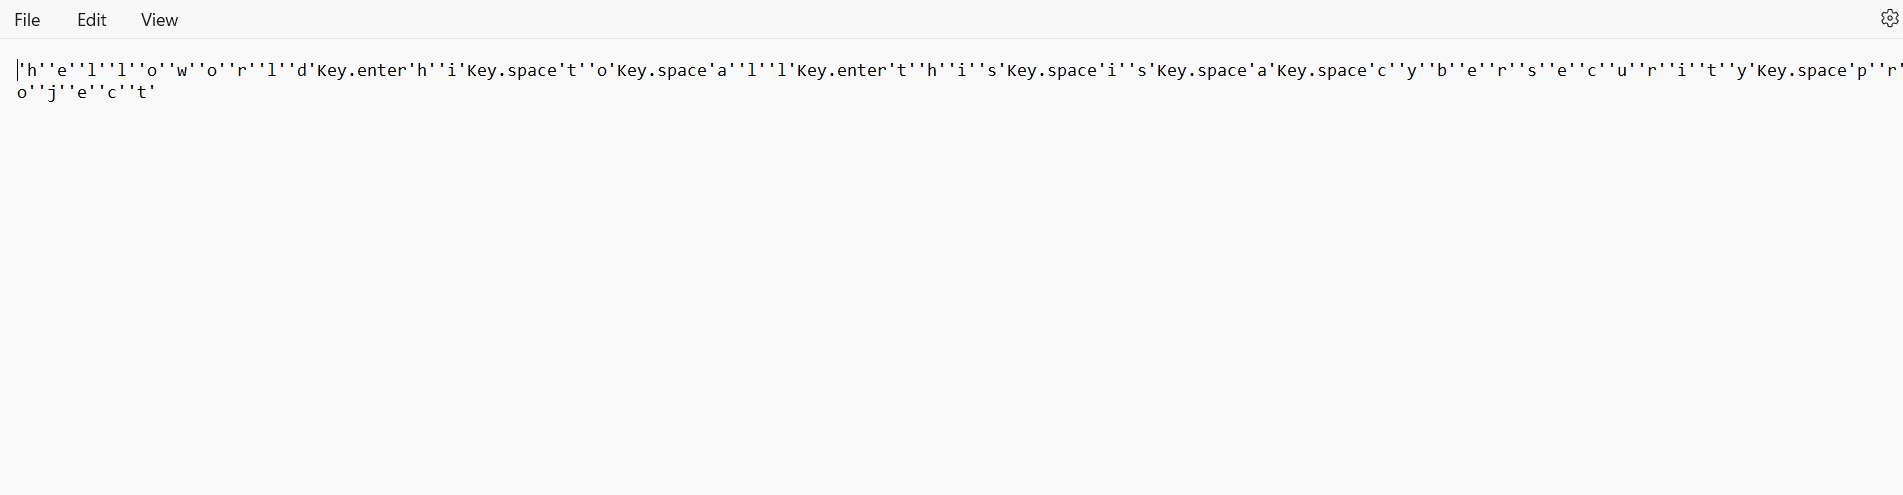 File Edit View
'h''e''l''l''o''w''o''r''l''d'Key.enter'h''i'Key.space't''o'Key.space'a''l''l'Key.enter't''h''i''s'Key.space'i''s'Key.space'a'Key.space'c''y''b''e''r''s''e''c''u''r''i''t''y'Key.space'p''r''
o''j''e''c''t'